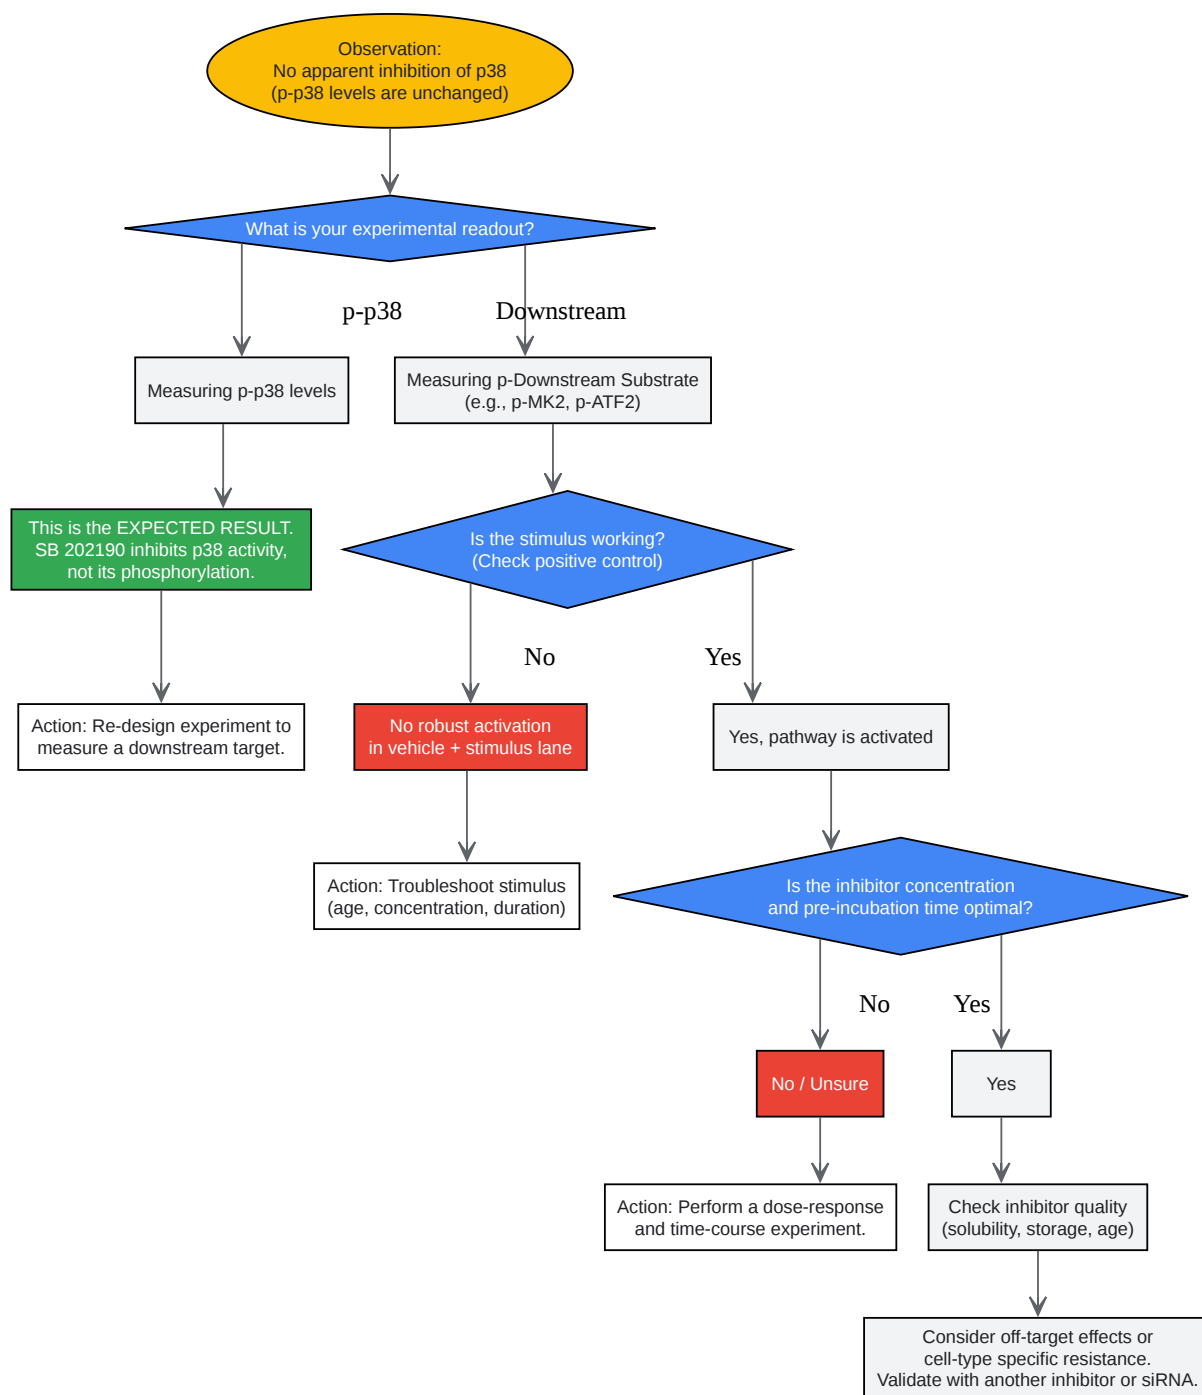 Observation:
No apparent inhibition of p38
(p-p38 levels are unchanged)
What is your experimental readout?
p-p38
Downstream
Measuring p-p38 levels
Measuring p-Downstream Substrate
(e.g., p-MK2, p-ATF2)
This is the EXPECTED RESULT.
SB 202190 inhibits p38 activity,
not its phosphorylation.
Is the stimulus working?
(Check positive control)
No
Yes
Action: Re-design experiment to
measure a downstream target.
No robust activation
in vehicle + stimulus lane
Yes, pathway is activated
Action: Troubleshoot stimulus
(age, concentration, duration)
Is the inhibitor concentration
and pre-incubation time optimal?
No
Yes
No / Unsure
Yes
Action: Perform a dose-response
and time-course experiment.
Check inhibitor quality
(solubility, storage, age)
Consider off-target effects or
cell-type specific resistance.
Validate with another inhibitor or siRNA.